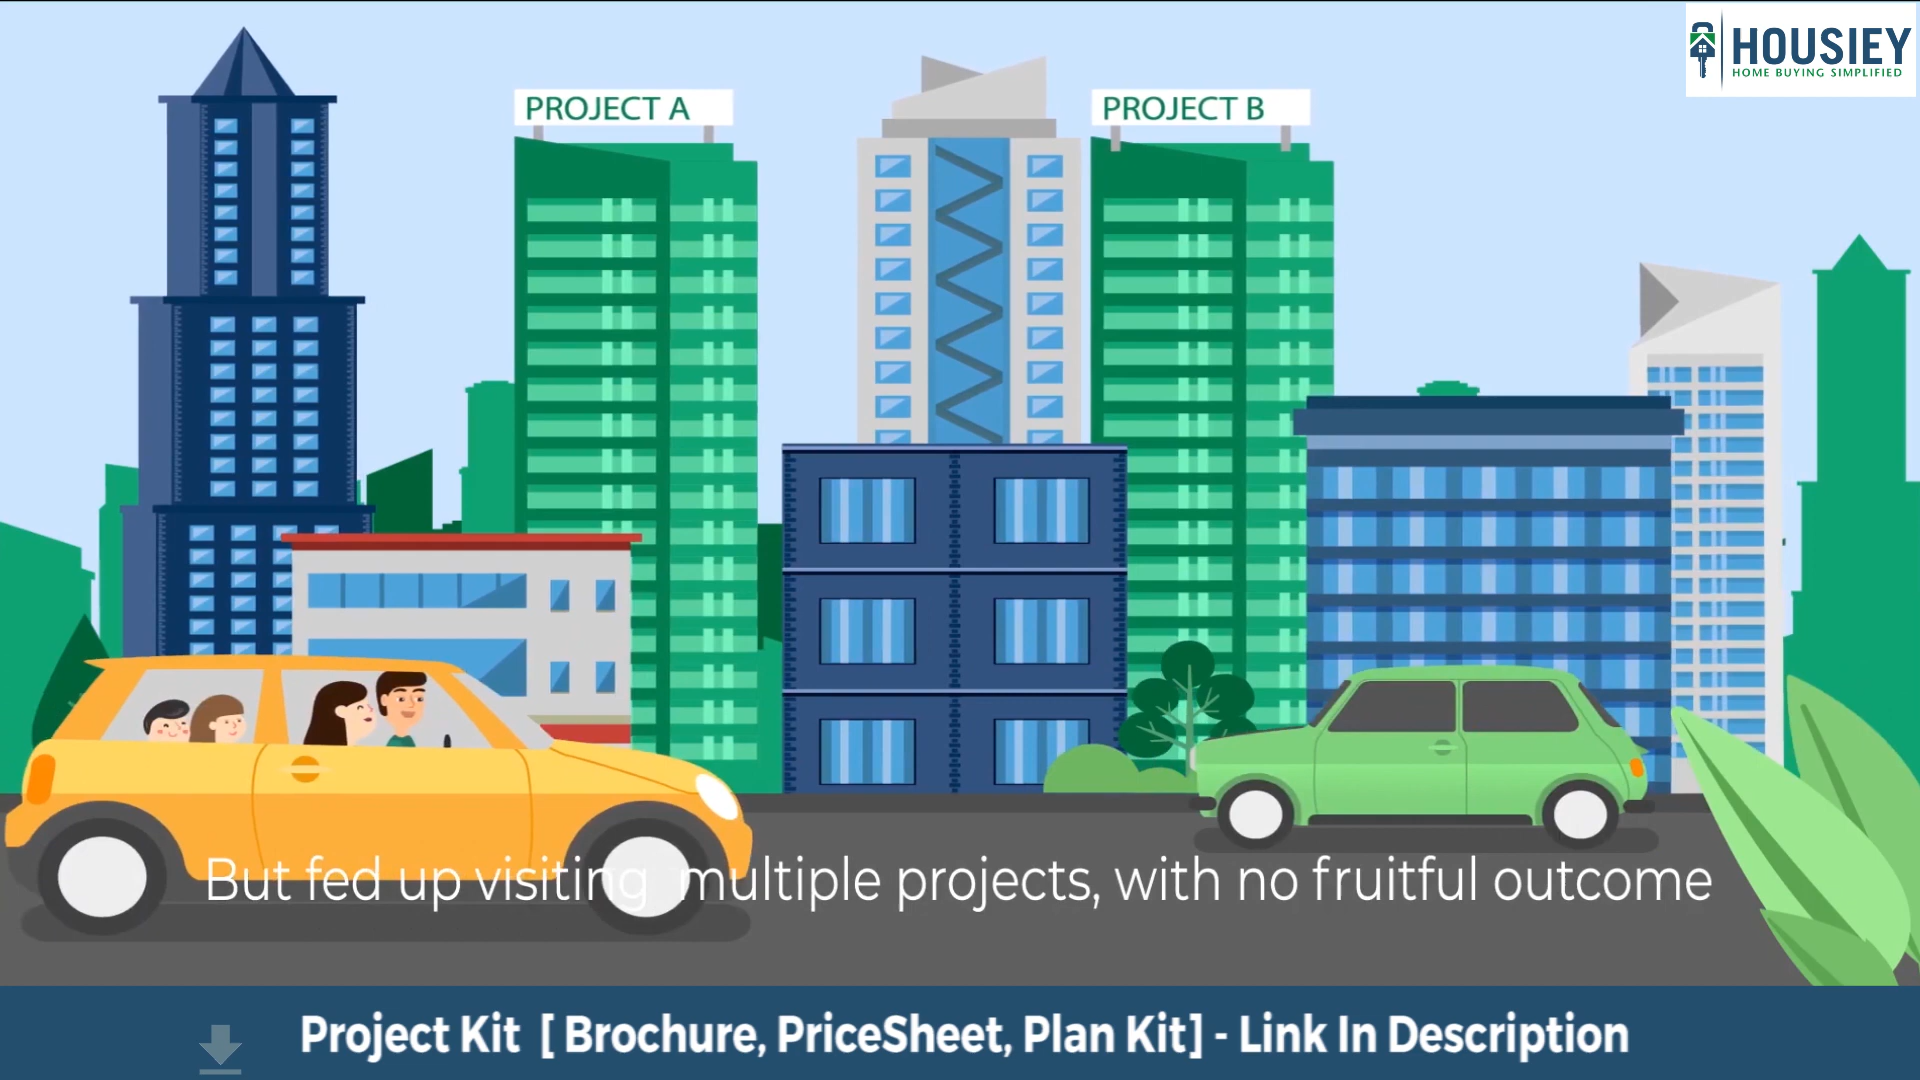 HOUSIEY
HOME BUYING SIMPLIFIED
PROJECT A
PROJECT B
But fed up visiting multiple projects, with no fruitful outcome
Project Kit [ Brochure, PriceSheet, Plan Kit] - Link In Description